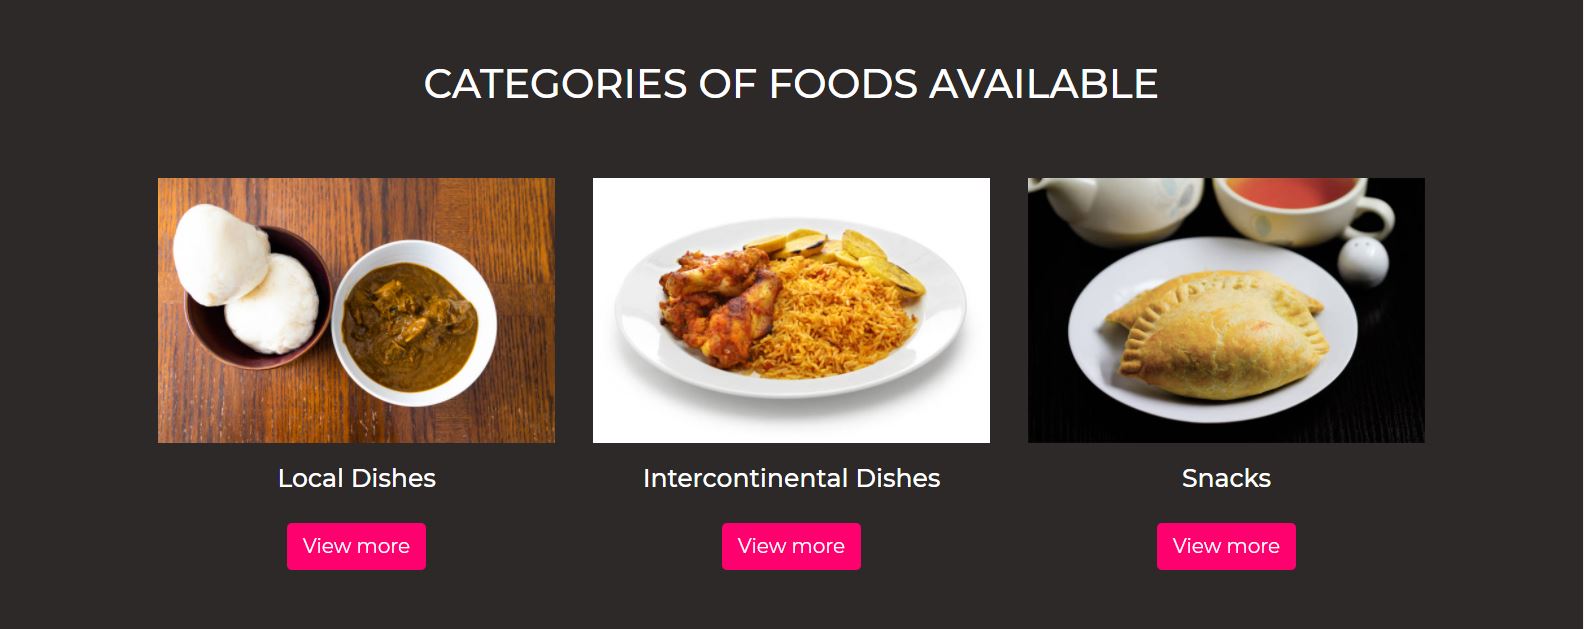 CATEGORIES OF FOODS AVAILABLE
Local Dishes
Intercontinental Dishes
Snacks
View more
View more
View more